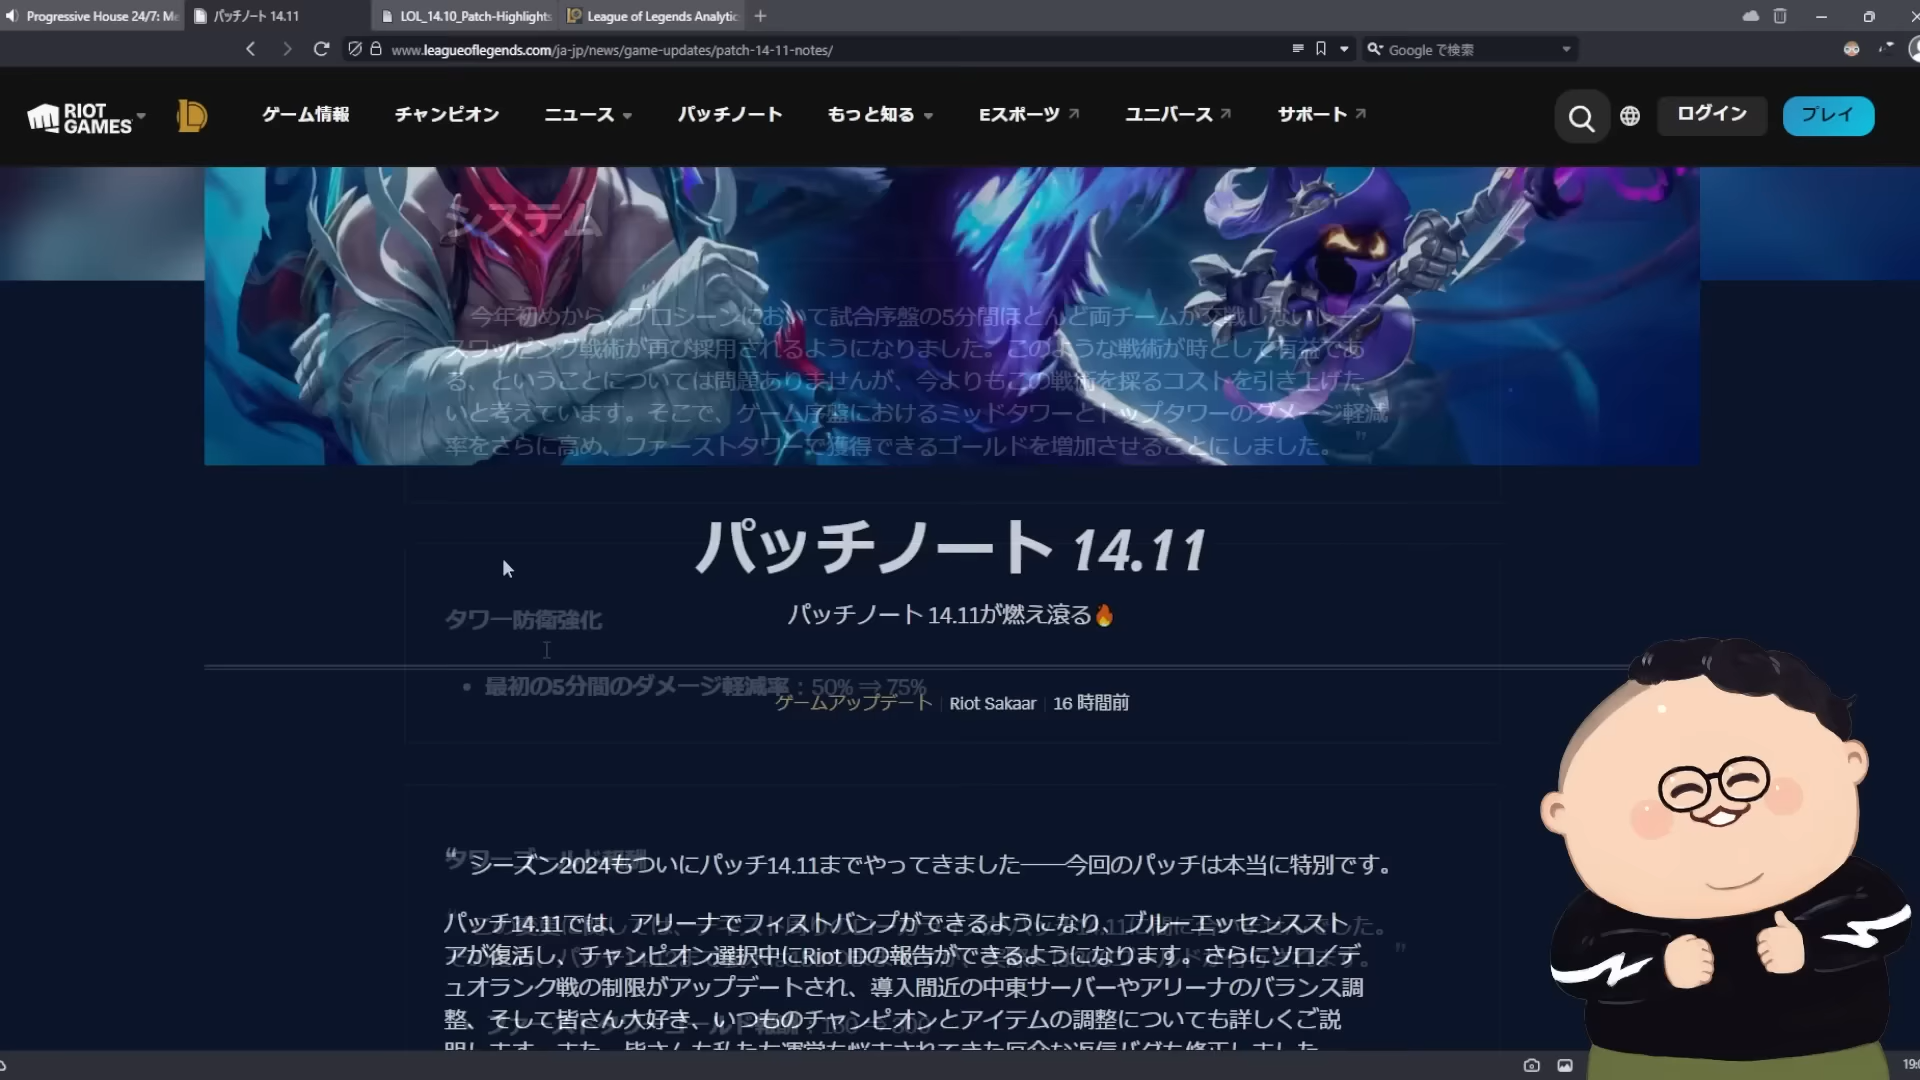 Progressive House 24/7: Me
パッチノート 14.11
LOL_14.10_Patch-Highlights
League of Legends Analytic
www.leagueoflegends.com/ja-jp/news/game-updates/patch-14-11-notes/
Google で検索
RIOT GAMES
ゲーム情報
チャンピオン
ニュース
パッチノート
もっと知る
Eスポーツ
ユニバース
サポート
ログイン
プレイ
システム
今年初めから、プロシーンにおいて試合序盤の5分間ほとんど両チームが交戦しないレーン
スワッピング戦術が再び採用されるようになりました。このような戦術が時として有益であ
る、ということについては問題ありませんが、今よりもこの戦術を採るコストを引き上げた
いと考えています。そこで、ゲーム序盤におけるミッドタワーとトップタワーのダメージ軽減
率をさらに高め、ファーストタワーで獲得できるゴールドを増加させることにしました。
パッチノート 14.11
パッチノート 14.11が燃え滾る🔥
タワー防衛強化
• 最初の5分間のダメージ軽減率：50% ⇒ 75%
ゲームアップデート
Riot Sakaar
16 時間前
シーズン2024もついにパッチ14.11までやってきました──今回のパッチは本当に特別です。
パッチ14.11では、アリーナでフィストバンプができるようになり、ブルーエッセンススト
アが復活し、チャンピオン選択中にRiot IDの報告ができるようになります。さらにソロ／デ
ュオランク戦の制限がアップデートされ、導入間近の中東サーバーやアリーナのバランス調
整、そして皆さん大好き、いつものチャンピオンとアイテムの調整についても詳しくご説